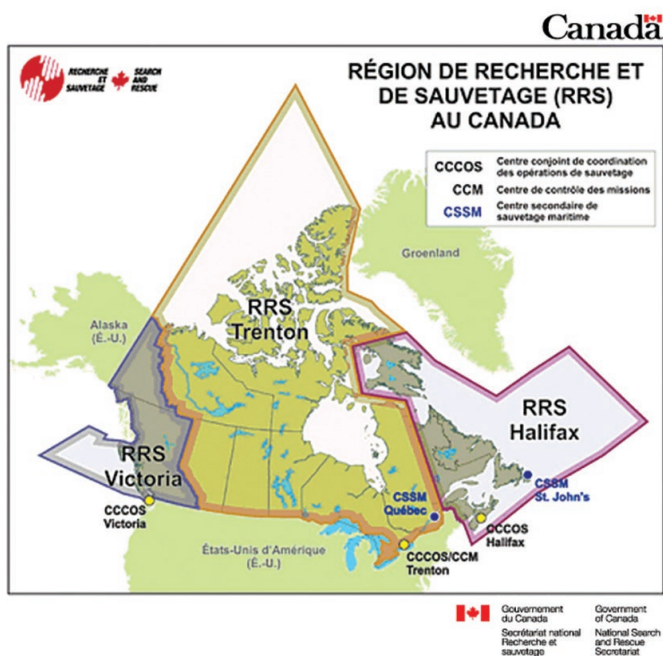 Canada
RECHERCHE
ET
SAUVETAGE
SEARCH
AND
RESCUE
RÉGION DE RECHERCHE ET
DE SAUVETAGE (RRS)
AU CANADA
CCCOS Centre conjoint de coordination
des opérations de sauvetage
CCM Centre de contrôle des missions
CSSM Centre secondaire de
sauvetage maritime
Groenland
Alaska
(É.-U.)
RRS
Trenton
RRS
Halifax
RRS
Victoria
CSSM
St. John's
CCCOS
Victoria
CSSM
Québec
CCCOS
Halifax
États-Unis d'Amérique
(É.-U.)
CCCOS/CCM
Trenton
Gouvernement
du Canada
Government
of Canada
Secrétariat national
Recherche et
sauvetage
National Search
and Rescue
Secretariat